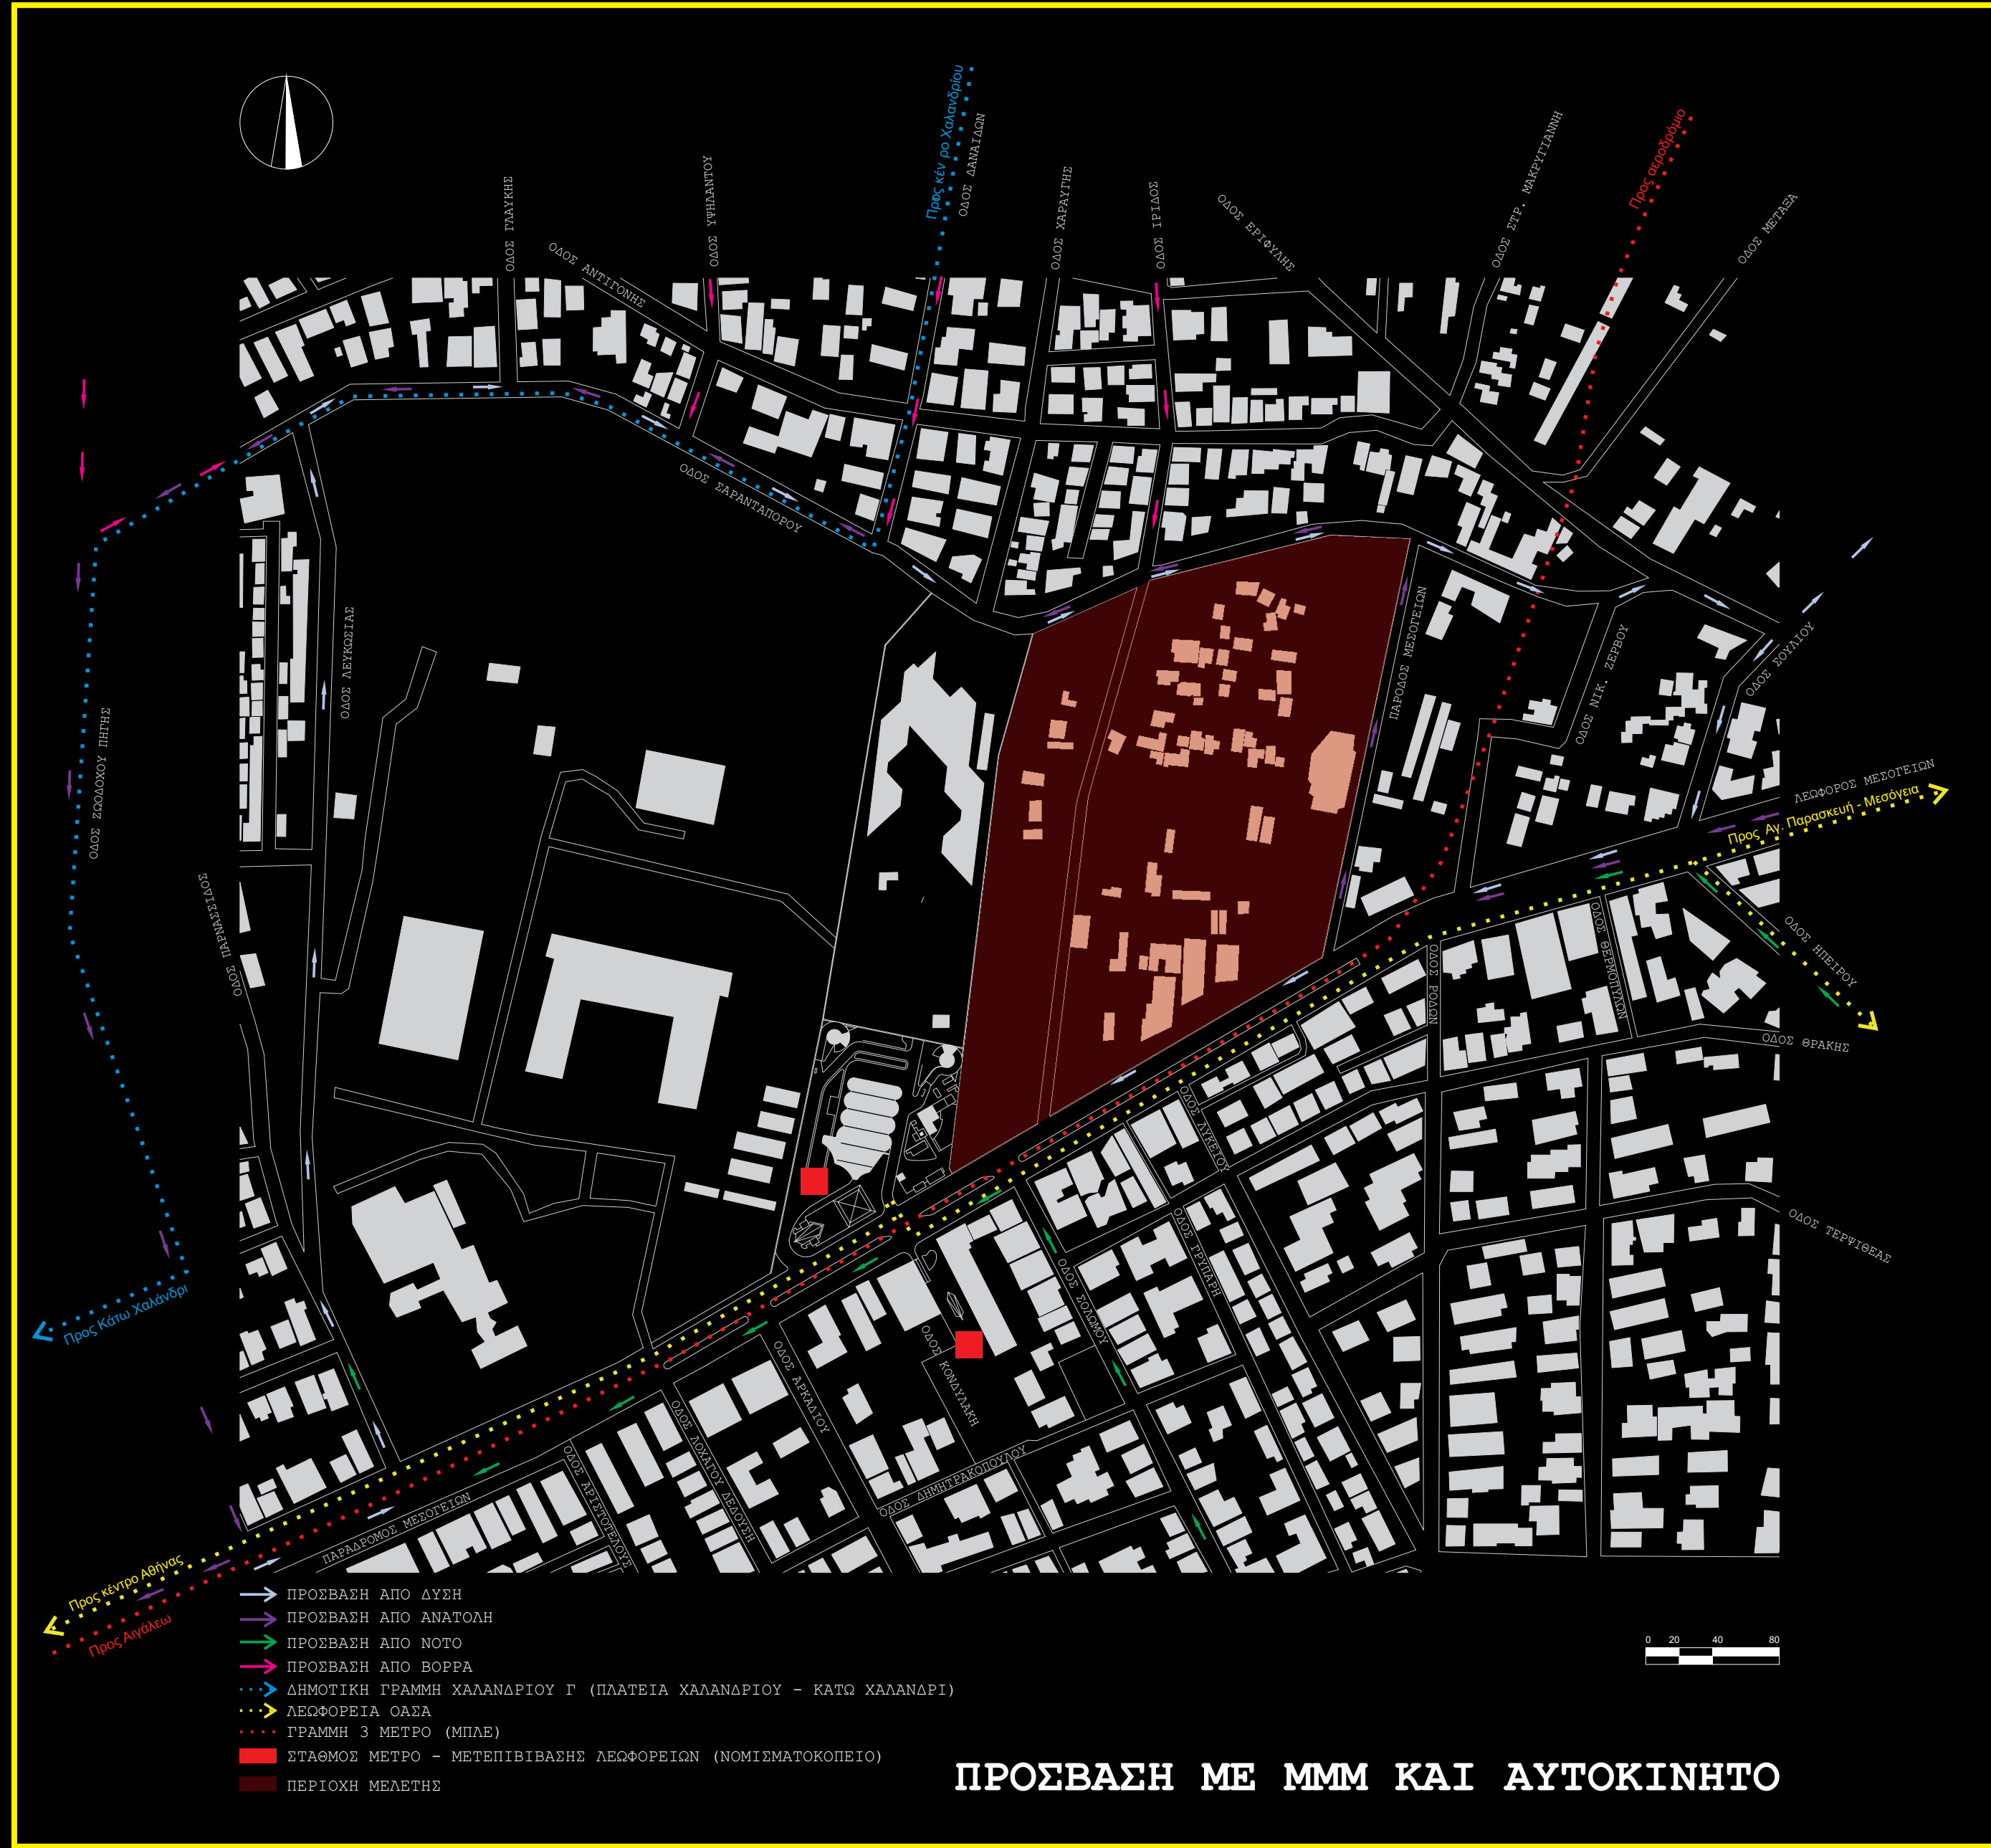 Προς κέν ρο Χαλανδρίου
ΟΔΟΣ ΔΑΝΑΙΔΩΝ
Προς αεροδρόμιο
ΟΔΟΣ ΓΛΑΥΚΗΣ
ΟΔΟΣ ΑΝΤΙΓΟΝΗΣ
ΟΔΟΣ ΥΨΗΛΑΝΤΟΥ
ΟΔΟΣ ΧΑΡΑΥΓΗΣ
ΟΔΟΣ ΙΡΙΔΟΣ
ΟΔΟΣ ΕΡΙΦΥΛΗΣ
ΟΔΟΣ ΣΤΡ. ΜΑΚΡΥΓΙΑΝΝΗ
ΟΔΟΣ ΜΕΤΑΞΑ
ΟΔΟΣ ΣΑΡΑΝΤΑΠΟΡΟΥ
ΟΔΟΣ ΛΕΥΚΩΣΙΑΣ
ΟΔΟΣ ΖΩΟΔΟΧΟΥ ΠΗΓΗΣ
ΠΑΡΟΔΟΣ ΜΕΣΟΓΕΙΩΝ
ΟΔΟΣ ΝΙΚ. ΖΕΡΒΟΥ
ΟΔΟΣ ΣΟΥΛΙΟΥ
ΛΕΩΦΟΡΟΣ ΜΕΣΟΓΕΙΩΝ
Προς Αγ. Παρασκευή - Μεσόγεια
ΟΔΟΣ ΠΑΡΝΑΣΣΙΔΟΣ
ΟΔΟΣ ΗΠΕΙΡΟΥ
ΟΔΟΣ ΘΕΡΜΟΠΥΛΩΝ
ΟΔΟΣ ΡΟΔΩΝ
ΟΔΟΣ ΘΡΑΚΗΣ
ΟΔΟΣ ΛΥΚΕΙΟΥ
ΟΔΟΣ ΓΡΥΠΑΡΗ
ΟΔΟΣ ΤΕΡΨΙΘΕΑΣ
ΟΔΟΣ ΣΟΛΩΜΟΥ
Προς Κάτω Χαλάνδρι
ΟΔΟΣ ΚΟΝΔΥΛΑΚΗ
ΟΔΟΣ ΑΡΚΑΔΙΟΥ
ΟΔΟΣ ΛΟΧΑΓΟΥ ΔΕΔΟΥΣΗ
ΟΔΟΣ ΑΡΙΣΤΟΤΕΛΟΥΣ
ΟΔΟΣ ΔΗΜΗΤΡΑΚΟΠΟΥΛΟΥ
ΠΑΡΑΔΡΟΜΟΣ ΜΕΣΟΓΕΙΩΝ
Προς κέντρο Αθήνας
Προς Αιγάλεω
ΠΡΟΣΒΑΣΗ ΑΠΟ ΔΥΣΗ
ΠΡΟΣΒΑΣΗ ΑΠΟ ΑΝΑΤΟΛΗ
ΠΡΟΣΒΑΣΗ ΑΠΟ ΝΟΤΟ
ΠΡΟΣΒΑΣΗ ΑΠΟ ΒΟΡΡΑ
ΔΗΜΟΤΙΚΗ ΓΡΑΜΜΗ ΧΑΛΑΝΔΡΙΟΥ Γ (ΠΛΑΤΕΙΑ ΧΑΛΑΝΔΡΙΟΥ - ΚΑΤΩ ΧΑΛΑΝΔΡΙ)
ΛΕΩΦΟΡΕΙΑ ΟΑΣΑ
ΓΡΑΜΜΗ 3 ΜΕΤΡΟ (ΜΠΛΕ)
ΣΤΑΘΜΟΣ ΜΕΤΡΟ - ΜΕΤΕΠΙΒΙΒΑΣΗΣ ΛΕΩΦΟΡΕΙΩΝ (ΝΟΜΙΣΜΑΤΟΚΟΠΕΙΟ)
ΠΕΡΙΟΧΗ ΜΕΛΕΤΗΣ
0 20 40 80
ΠΡΟΣΒΑΣΗ ΜΕ ΜΜΜ ΚΑΙ ΑΥΤΟΚΙΝΗΤΟ